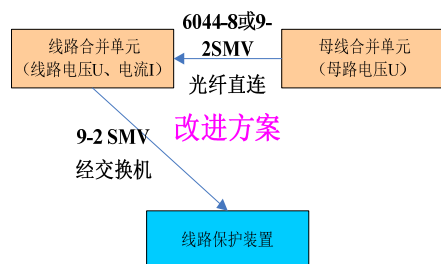 6044-8或9-
2SMV
线路合并单元
（线路电压U、电流I）
母线合并单元
（母路电压U）
光纤直连
改进方案
9-2 SMV
经交换机
线路保护装置